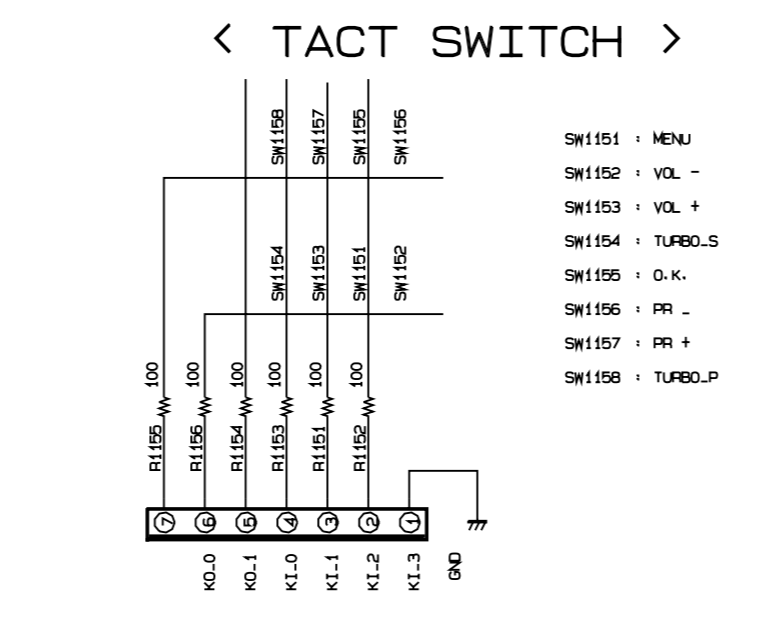 < TACT SWITCH >
SW1158 SW1157 SW1155 SW1156
SW1154 SW1153 SW1151 SW1152
SW1151 : MENU
SW1152 : VOL -
SW1153 : VOL +
SW1154 : TURBO_S
SW1155 : O.K.
SW1156 : PR -
SW1157 : PR +
SW1158 : TURBO_P
100 100 100 100 100 100
R1155 R1156 R1154 R1153 R1151 R1152
7 6 5 4 3 2 1
KO_0 KO_1 KI_0 KI_1 KI_2 KI_3 GND